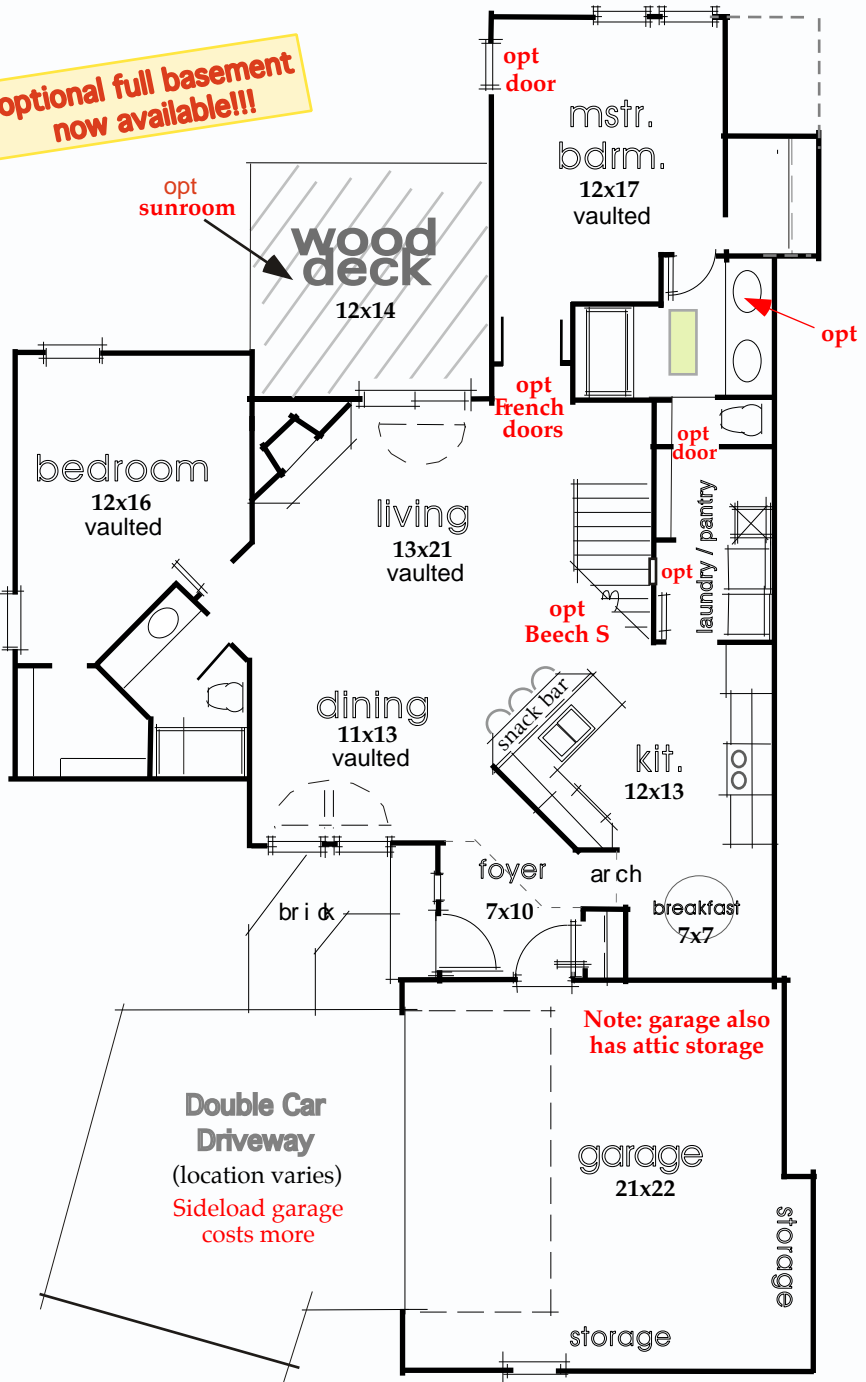 optional full basement
now available!!!
opt
door
mstr.
bdrm.
12x17
vaulted
opt
sunroom
wood
deck
12x14
opt
opt
French
doors
opt
door
bedroom
12x16
vaulted
living
13x21
vaulted
laundry / pantry
opt
opt
Beech S
dining
11x13
vaulted
snack bar
kit.
12x13
foyer
7x10
arch
brick
breakfast
7x7
Note: garage also
has attic storage
Double Car
Driveway
(location varies)
Sideload garage
costs more
garage
21x22
storage
storage